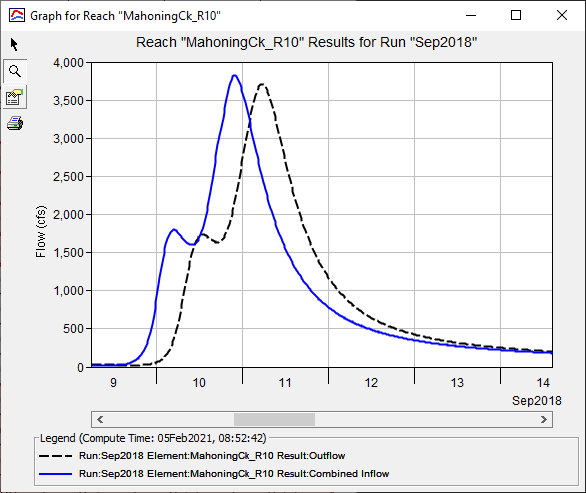 Graph for Reach "MahoningCk_R10"
Reach "MahoningCk_R10" Results for Run "Sep2018"
4,000
3,500
3,000
2,500
2,000
1,500
1,000
500
0
Flow (cfs)
9 10 11 12 13 14
Sep2018
Legend (Compute Time: 05Feb2021, 08:52:42)
Run:Sep2018 Element:MahoningCk_R10 Result:Outflow
Run:Sep2018 Element:MahoningCk_R10 Result:Combined Inflow